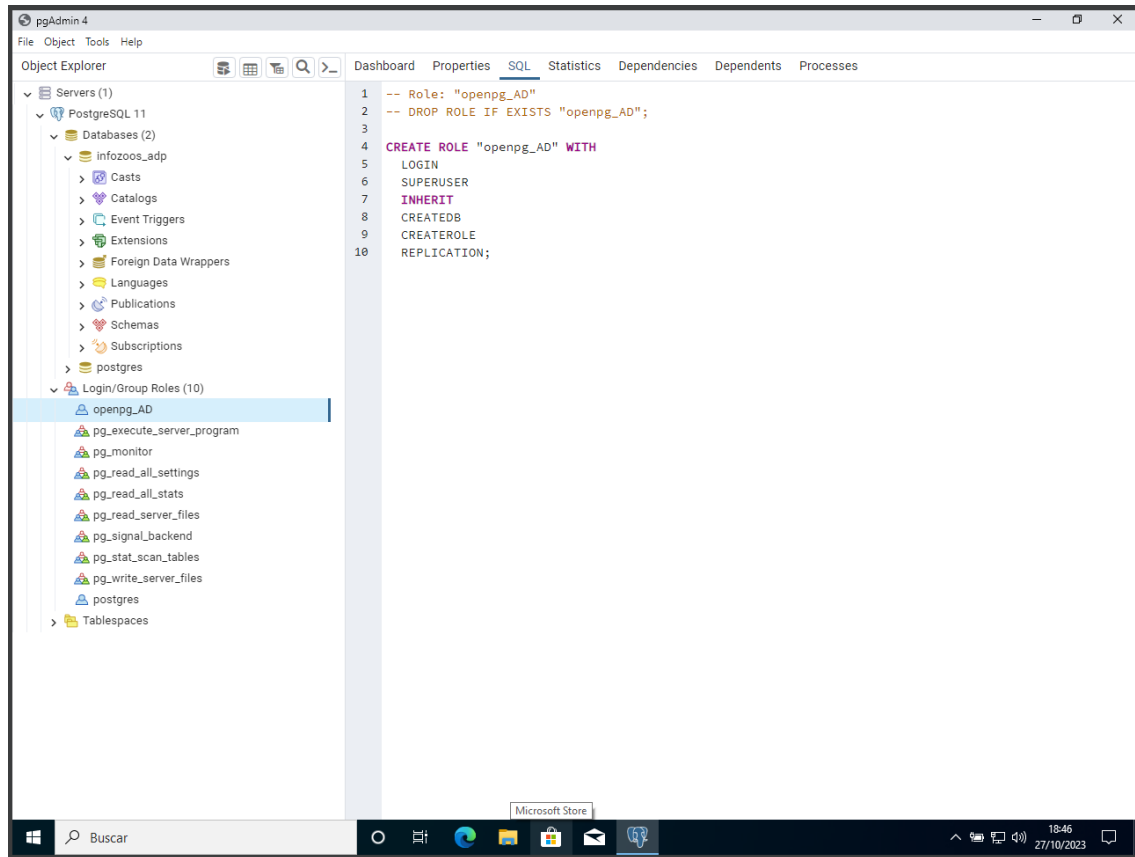 pgAdmin 4
File Object Tools Help
Object Explorer
Dashboard Properties SQL Statistics Dependencies Dependents Processes
Servers (1)
PostgreSQL 11
Databases (2)
infozoos_adp
Casts
Catalogs
Event Triggers
Extensions
Foreign Data Wrappers
Languages
Publications
Schemas
Subscriptions
postgres
Login/Group Roles (10)
openpg_AD
pg_execute_server_program
pg_monitor
pg_read_all_settings
pg_read_all_stats
pg_read_server_files
pg_signal_backend
pg_stat_scan_tables
pg_write_server_files
postgres
Tablespaces
1 -- Role: "openpg_AD"
2 -- DROP ROLE IF EXISTS "openpg_AD";
3
4 CREATE ROLE "openpg_AD" WITH
5 LOGIN
6 SUPERUSER
7 INHERIT
8 CREATEDB
9 CREATEROLE
10 REPLICATION;
Microsoft Store
Buscar
18:46
27/10/2023